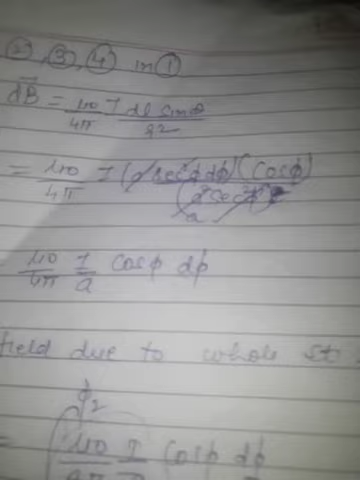 ②, ③, ④ in ①
dB⃗ = μ0/4π I dl sinθ/r2
= μ0/4π I (a sec2ϕ dϕ)(cosϕ)/(a2 sec2ϕ)
a
μ0/4π I/a cosϕ dϕ
field due to whole st
ϕ2
= ∫ μ0/4π I cosϕ dϕ